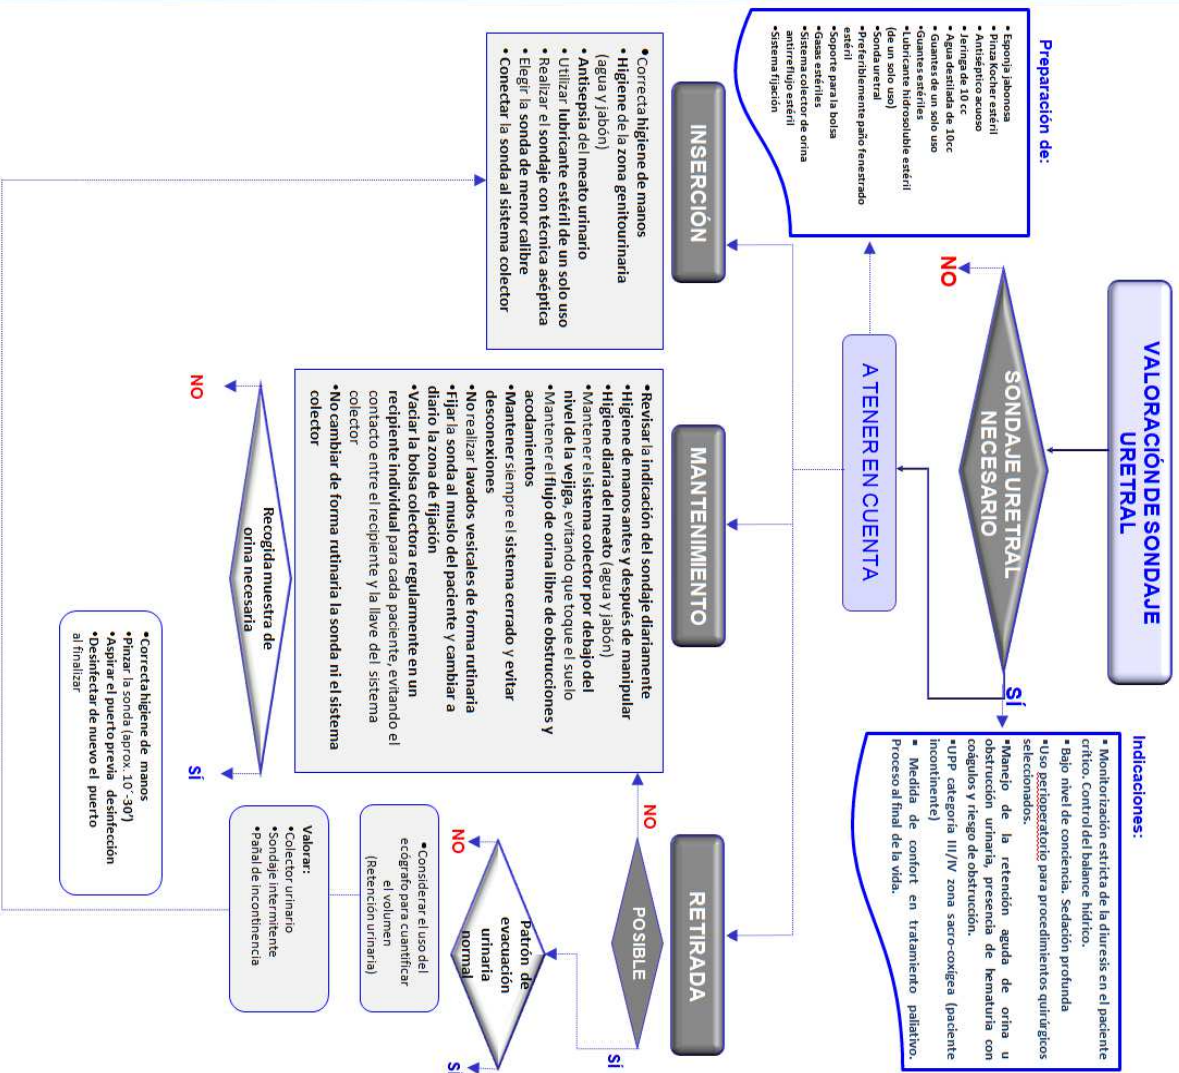 VALORACIÓN DE SONDAJE
URETRAL
SONDAJE URETRAL
NECESARIO
NO
SÍ
Indicaciones:
▪ Monitorización estricta de la diuresis en el paciente
crítico. Control del balance hídrico.
▪ Bajo nivel de conciencia. Sedación profunda
▪Uso perioperatorio para procedimientos quirúrgicos
seleccionados.
▪Manejo de la retención aguda de orina u
obstrucción urinaria, presencia de hematuria con
coágulos y riesgo de obstrucción.
▪UPP categoría III/IV zona sacro-coxígea (paciente
incontinente)
▪ Medida de confort en tratamiento paliativo.
Proceso al final de la vida.
A TENER EN CUENTA
Preparación de:
▪Esponja jabonosa
▪Pinza Kocher estéril
▪Antiséptico acuoso
▪Jeringa de 10 cc
▪Agua destilada de 10cc
▪Guantes de un solo uso
▪Guantes estériles
▪Lubricante hidrosoluble estéril
(de un solo uso)
▪Sonda uretral
▪Preferiblemente paño fenestrado
estéril
▪Soporte para la bolsa
▪Gasas estériles
▪Sistema colector de orina
antirreflujo estéril
▪Sistema fijación
INSERCIÓN
• Correcta higiene de manos
• Higiene de la zona genitourinaria
(agua y jabón)
• Antisepsia del meato urinario
• Utilizar lubricante estéril de un solo uso
• Realizar el sondaje con técnica aséptica
• Elegir la sonda de menor calibre
• Conectar la sonda al sistema colector
MANTENIMIENTO
•Revisar la indicación del sondaje diariamente
•Higiene de manos antes y después de manipular
•Higiene diaria del meato (agua y jabón)
•Mantener el sistema colector por debajo del
nivel de la vejiga, evitando que toque el suelo
•Mantener el flujo de orina libre de obstrucciones y
acodamientos
•Mantener siempre el sistema cerrado y evitar
desconexiones
•No realizar lavados vesicales de forma rutinaria
•Fijar la sonda al muslo del paciente y cambiar a
diario la zona de fijación
•Vaciar la bolsa colectora regularmente en un
recipiente individual para cada paciente, evitando el
contacto entre el recipiente y la llave del sistema
colector
•No cambiar de forma rutinaria la sonda ni el sistema
colector
Recogida muestra de
orina necesaria
NO
SÍ
•Correcta higiene de manos
•Pinzar la sonda (aprox. 10´-30')
•Aspirar el puerto previa desinfección
•Desinfectar de nuevo el puerto
al finalizar
RETIRADA
POSIBLE
NO
SÍ
Patrón de
evacuación
urinaria
normal
NO
SÍ
•Considerar el uso del
ecógrafo para cuantificar
el volumen
(Retención urinaria)
Valorar:
•Colector urinario
•Sondaje intermitente
•Pañal de incontinencia